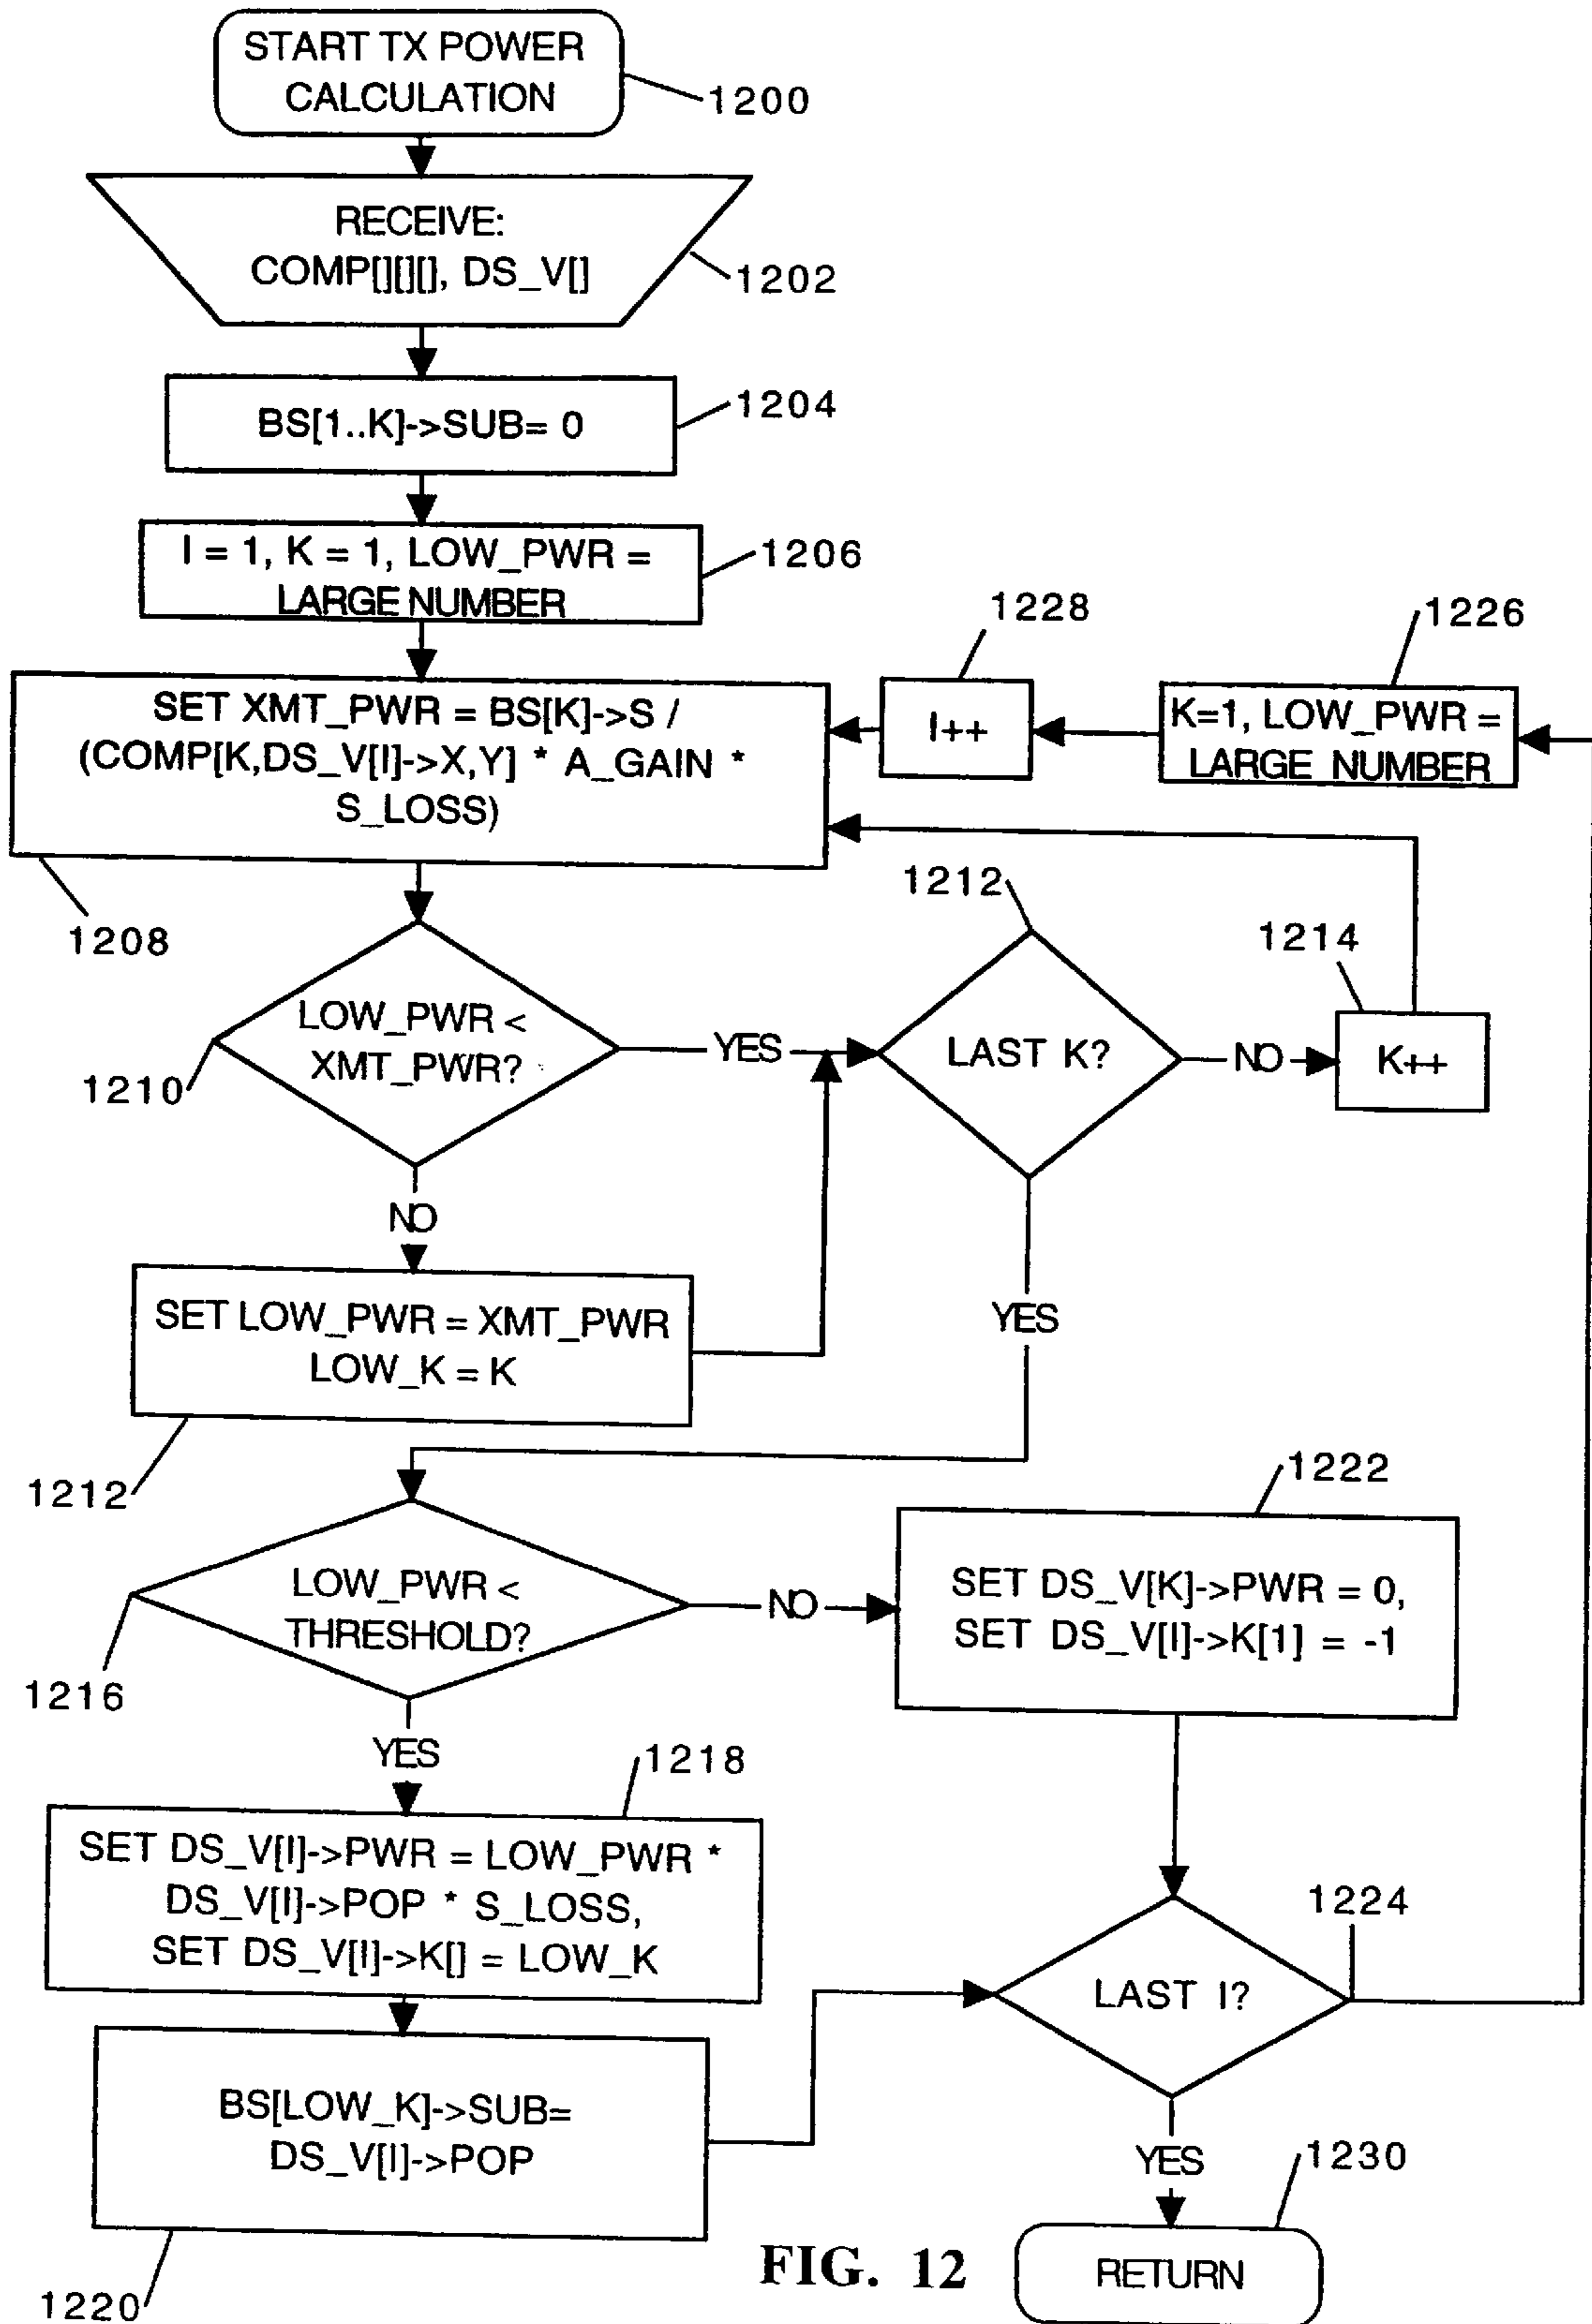 START TX POWER
CALCULATION
1200
RECEIVE:
COMP[][][], DS_V[]
1202
BS[1..K]->SUB= 0
1204
I = 1, K = 1, LOW_PWR =
LARGE NUMBER
1206
1228
1226
SET XMT_PWR = BS[K]->S /
(COMP[K,DS_V[I]->X,Y] * A_GAIN *
S_LOSS)
I++
K=1, LOW_PWR =
LARGE NUMBER
1208
1212
1214
LOW_PWR <
XMT_PWR?
YES
LAST K?
NO
K++
1210
NO
SET LOW_PWR = XMT_PWR
LOW_K = K
YES
1212
1222
LOW_PWR <
THRESHOLD?
NO
SET DS_V[K]->PWR = 0,
SET DS_V[I]->K[1] = -1
1216
YES
1218
SET DS_V[I]->PWR = LOW_PWR *
DS_V[I]->POP * S_LOSS,
SET DS_V[I]->K[] = LOW_K
1224
LAST I?
BS[LOW_K]->SUB=
DS_V[I]->POP
YES
1230
1220
FIG. 12
RETURN